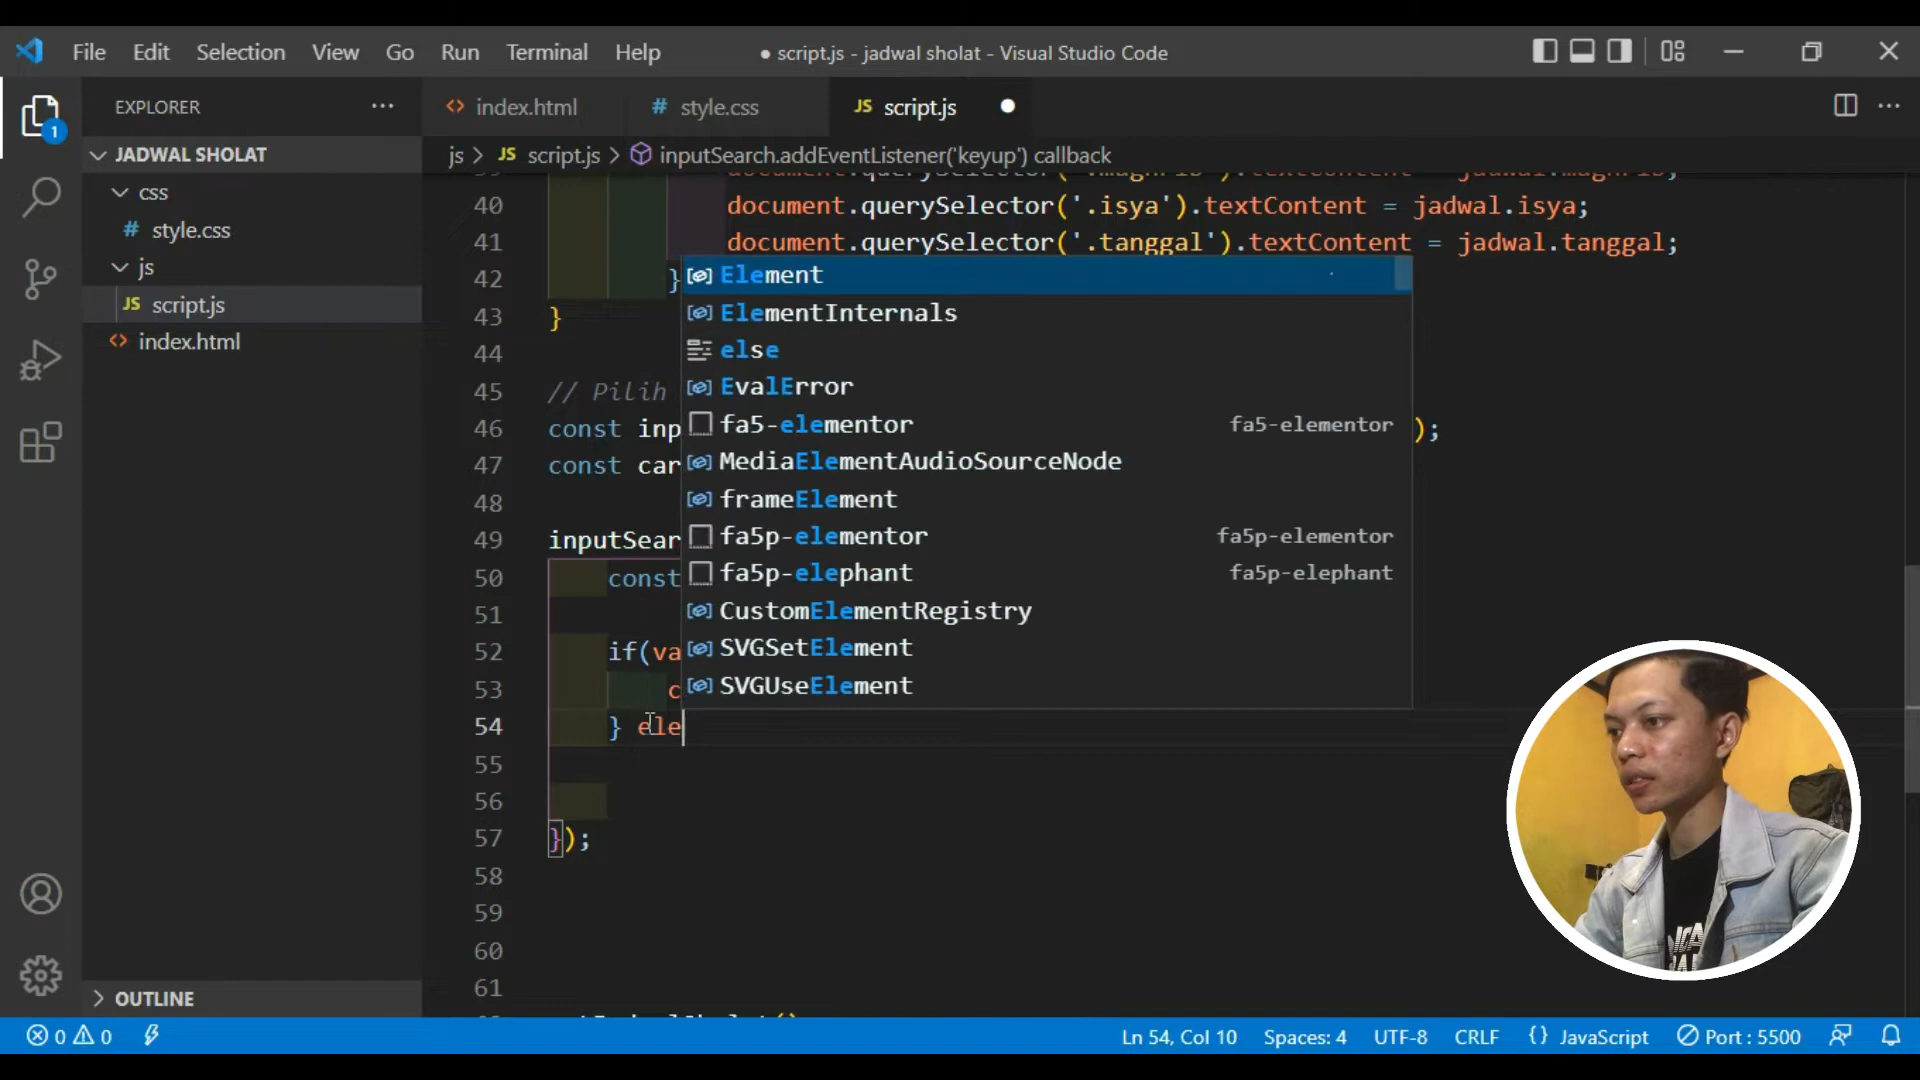 File Edit Selection View Go Run Terminal Help
● script.js - jadwal sholat - Visual Studio Code
EXPLORER
index.html
# style.css
JS script.js
JADWAL SHOLAT
js > JS script.js > inputSearch.addEventListener('keyup') callback
css
# style.css
js
JS script.js
index.html
1
40 document.querySelector('.isya').textContent = jadwal.isya;
41 document.querySelector('.tanggal').textContent = jadwal.tanggal;
42 }
43 }
44
45 // Pilih
46 const inp );
47 const car
48
49 inputSear
50 const
51
52 if(va
53 c
54 } ele
55
56
57 });
58
59
60
61
Element
ElementInternals
else
EvalError
fa5-elementor fa5-elementor
MediaElementAudioSourceNode
frameElement
fa5p-elementor fa5p-elementor
fa5p-elephant fa5p-elephant
CustomElementRegistry
SVGSetElement
SVGUseElement
OUTLINE
0 0
Ln 54, Col 10 Spaces: 4 UTF-8 CRLF {} JavaScript Port : 5500